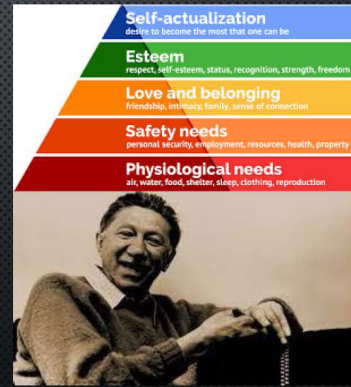 Self-actualization
desire to become the most that one can be
Esteem
respect, self-esteem, status, recognition, strength, freedom
Love and belonging
friendship, intimacy, family, sense of connection
Safety needs
personal security, employment, resources, health, property
Physiological needs
air, water, food, shelter, sleep, clothing, reproduction